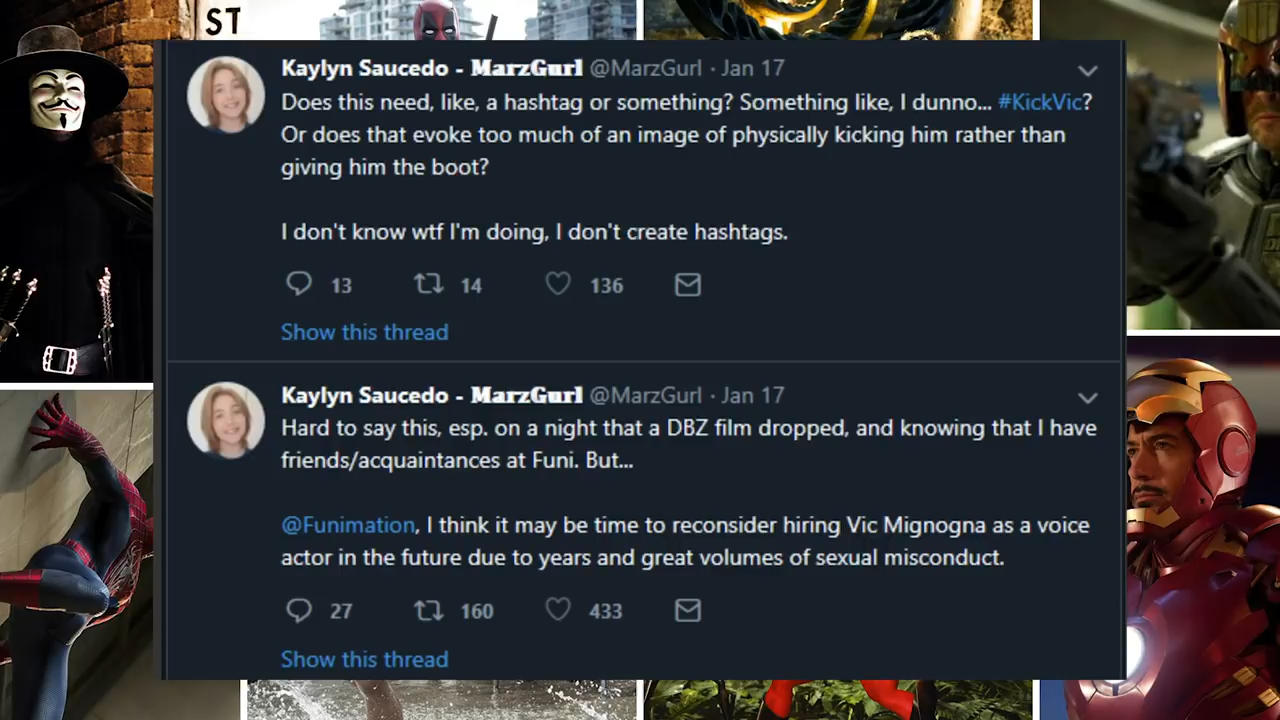 ST
Kaylyn Saucedo - MarzGurl @MarzGurl · Jan 17
Does this need, like, a hashtag or something? Something like, I dunno... #KickVic?
Or does that evoke too much of an image of physically kicking him rather than
giving him the boot?
I don't know wtf I'm doing, I don't create hashtags.
13 14 136
Show this thread
Kaylyn Saucedo - MarzGurl @MarzGurl · Jan 17
Hard to say this, esp. on a night that a DBZ film dropped, and knowing that I have
friends/acquaintances at Funi. But...
@Funimation, I think it may be time to reconsider hiring Vic Mignogna as a voice
actor in the future due to years and great volumes of sexual misconduct.
27 160 433
Show this thread